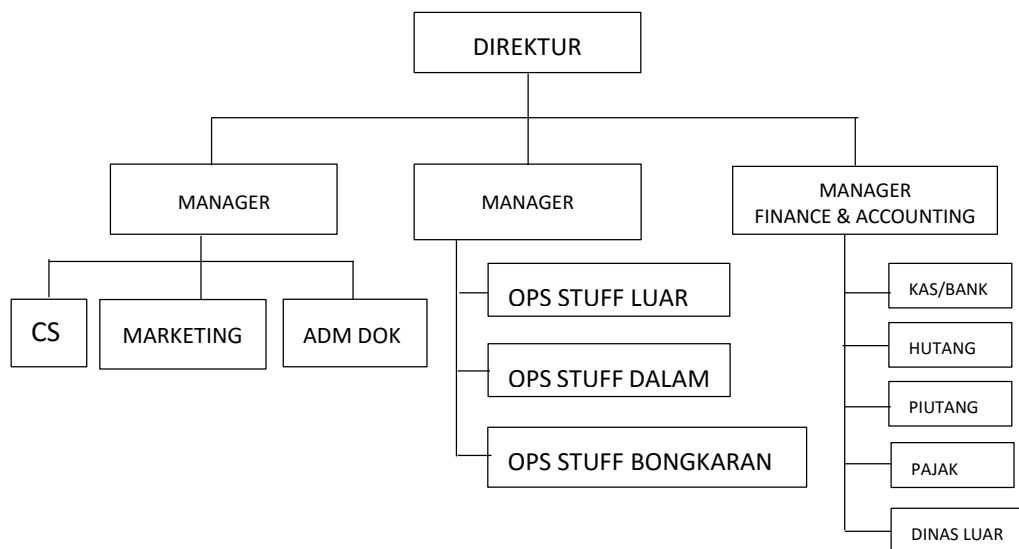 DIREKTUR
MANAGER
MANAGER
MANAGER
FINANCE & ACCOUNTING
CS
MARKETING
ADM DOK
OPS STUFF LUAR
OPS STUFF DALAM
OPS STUFF BONGKARAN
KAS/BANK
HUTANG
PIUTANG
PAJAK
DINAS LUAR